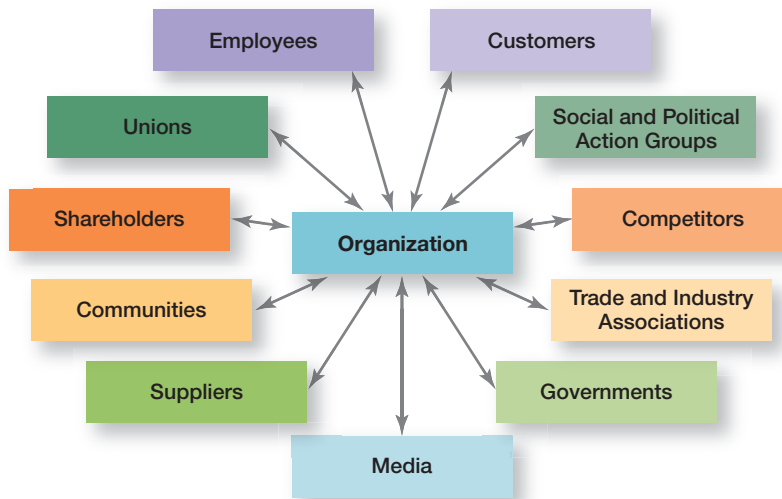 Employees
Customers
Unions
Social and Political
Action Groups
Shareholders
Organization
Competitors
Communities
Trade and Industry
Associations
Suppliers
Governments
Media